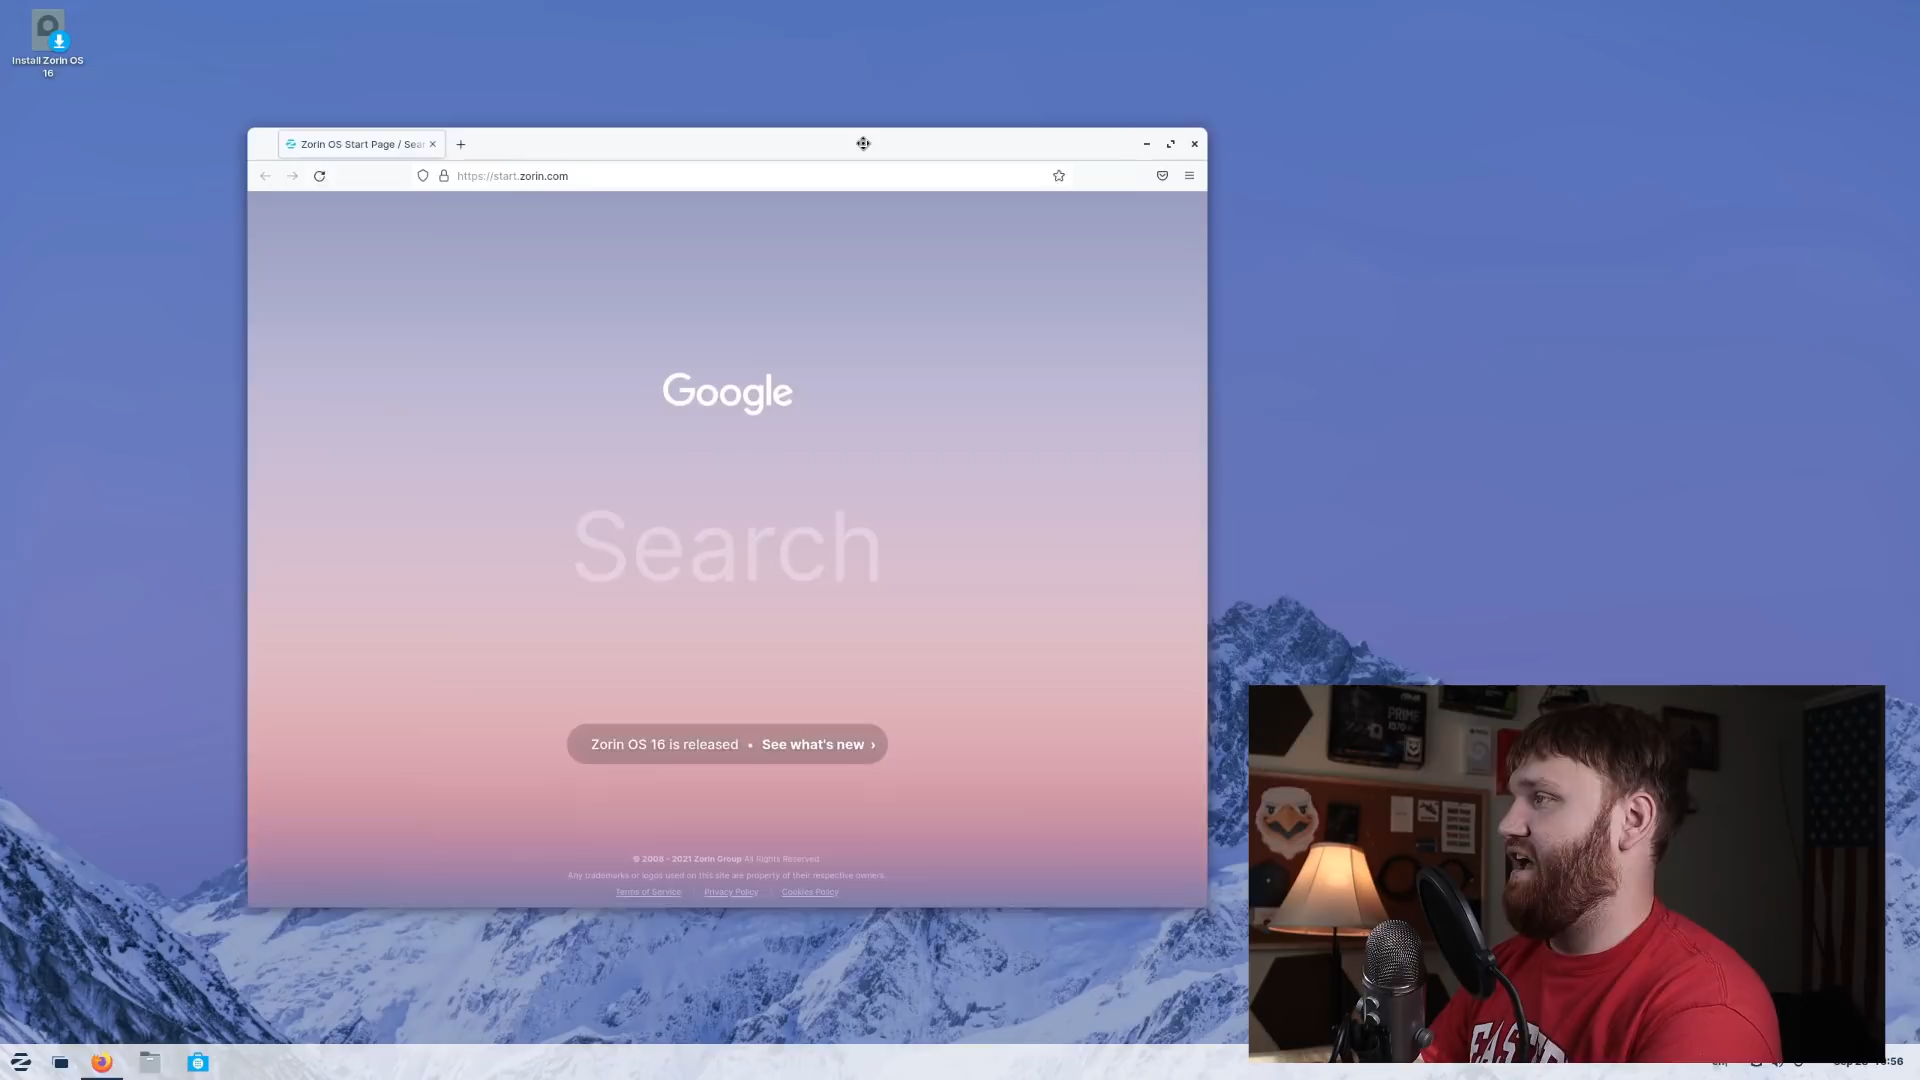 Install Zorin OS
16
Zorin OS Start Page / Sear
https://start.zorin.com
Google
Search
Zorin OS 16 is released • See what's new ›
© 2008 - 2021 Zorin Group All Rights Reserved.
Any trademarks or logos used on this site are property of their respective owners.
Terms of Service
Privacy Policy
Cookies Policy
PRIME